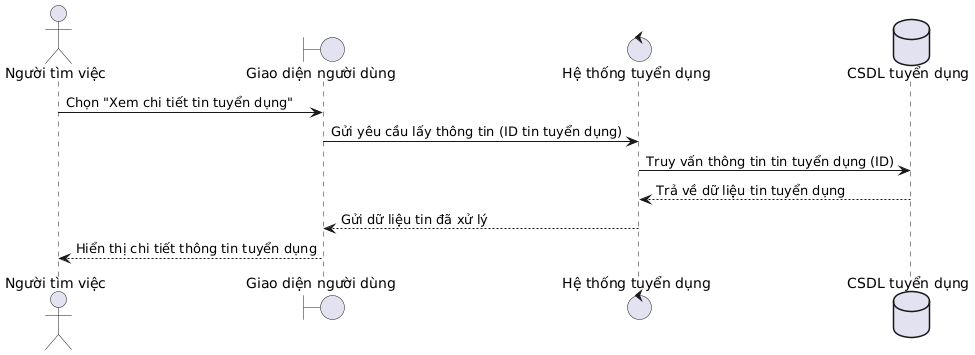 Người tìm việc
Giao diện người dùng
Hệ thống tuyển dụng
CSDL tuyển dụng
Chọn "Xem chi tiết tin tuyển dụng"
Gửi yêu cầu lấy thông tin (ID tin tuyển dụng)
Truy vấn thông tin tin tuyển dụng (ID)
Trả về dữ liệu tin tuyển dụng
Gửi dữ liệu tin đã xử lý
Hiển thị chi tiết thông tin tuyển dụng
Người tìm việc
Giao diện người dùng
Hệ thống tuyển dụng
CSDL tuyển dụng